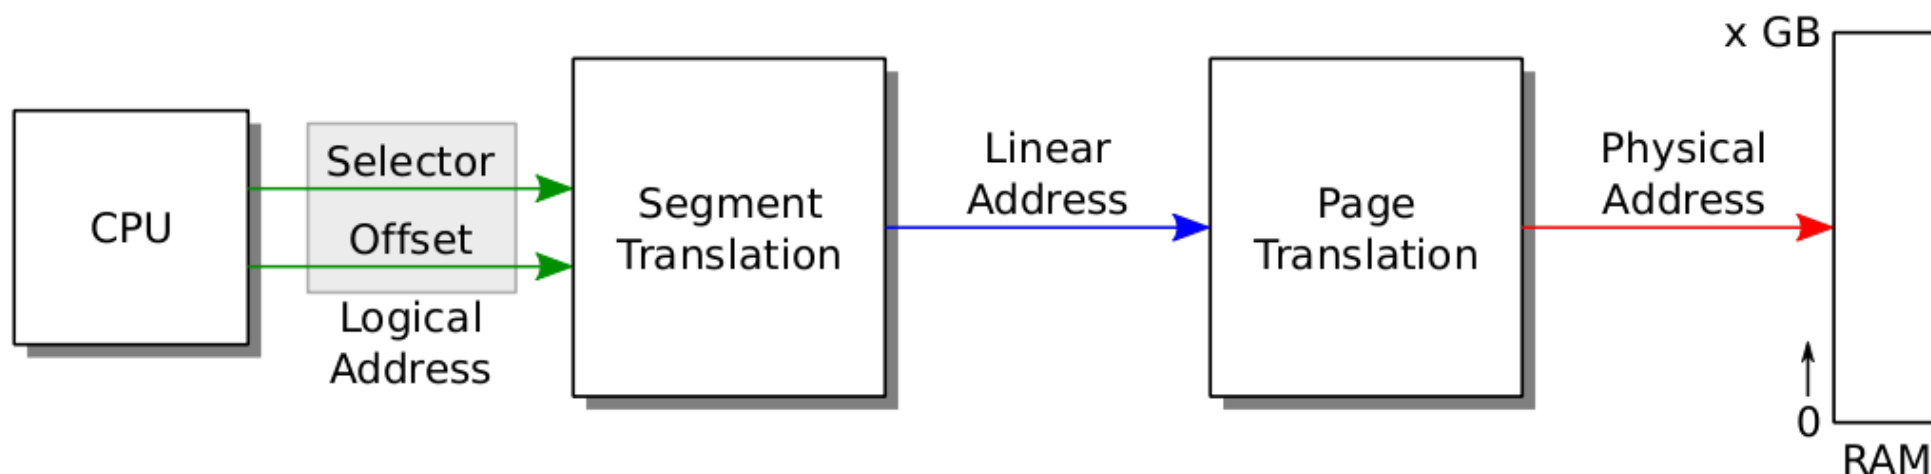 CPU
Selector
Offset
Logical
Address
Segment
Translation
Linear
Address
Page
Translation
Physical
Address
x GB
0
RAM